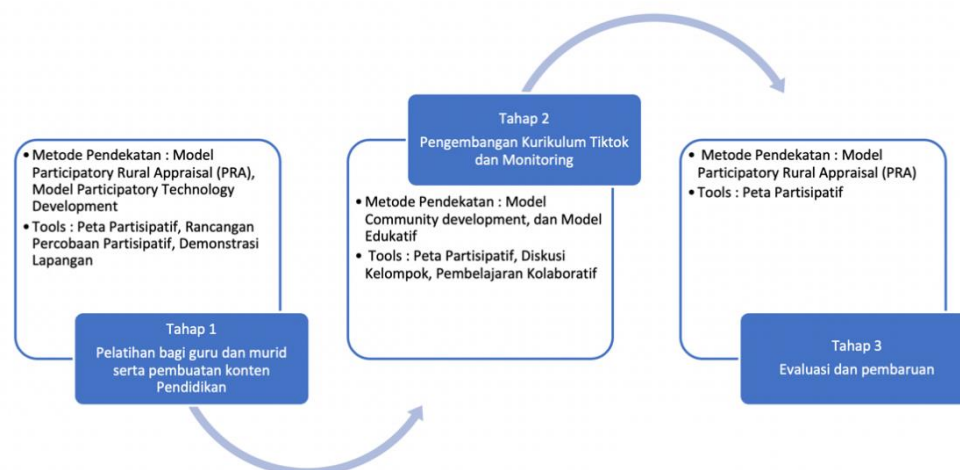 • Metode Pendekatan : Model
Participatory Rural Appraisal (PRA),
Model Participatory Technology
Development
• Tools : Peta Partisipatif, Rancangan
Percobaan Partisipatif, Demonstrasi
Lapangan
Tahap 1
Pelatihan bagi guru dan murid
serta pembuatan konten
Pendidikan
Tahap 2
Pengembangan Kurikulum Tiktok
dan Monitoring
• Metode Pendekatan : Model
Community development, dan Model
Edukatif
• Tools : Peta Partisipatif, Diskusi
Kelompok, Pembelajaran Kolaboratif
• Metode Pendekatan : Model
Participatory Rural Appraisal (PRA)
• Tools : Peta Partisipatif
Tahap 3
Evaluasi dan pembaruan